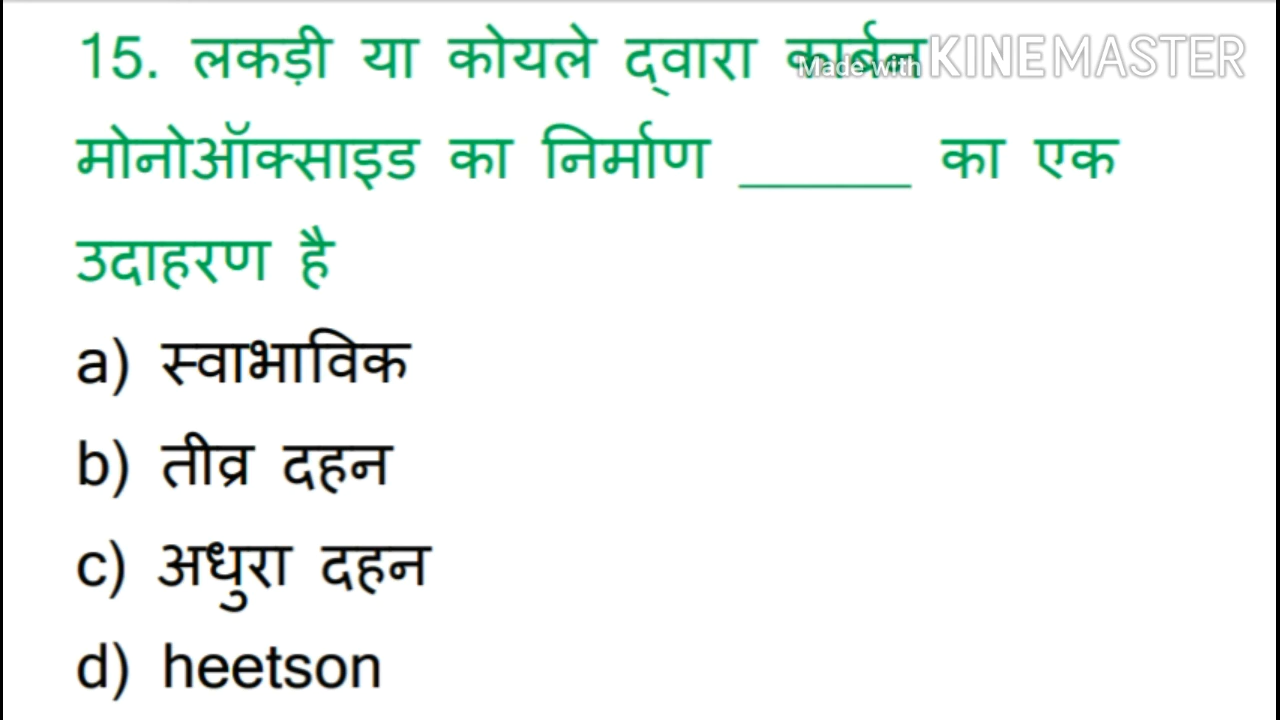 15. लकड़ी या कोयले द्वारा कार्बन
Made with KINEMASTER
मोनोऑक्साइड का निर्माण ______ का एक
उदाहरण है
a) स्वाभाविक
b) तीव्र दहन
c) अधुरा दहन
d) heetson